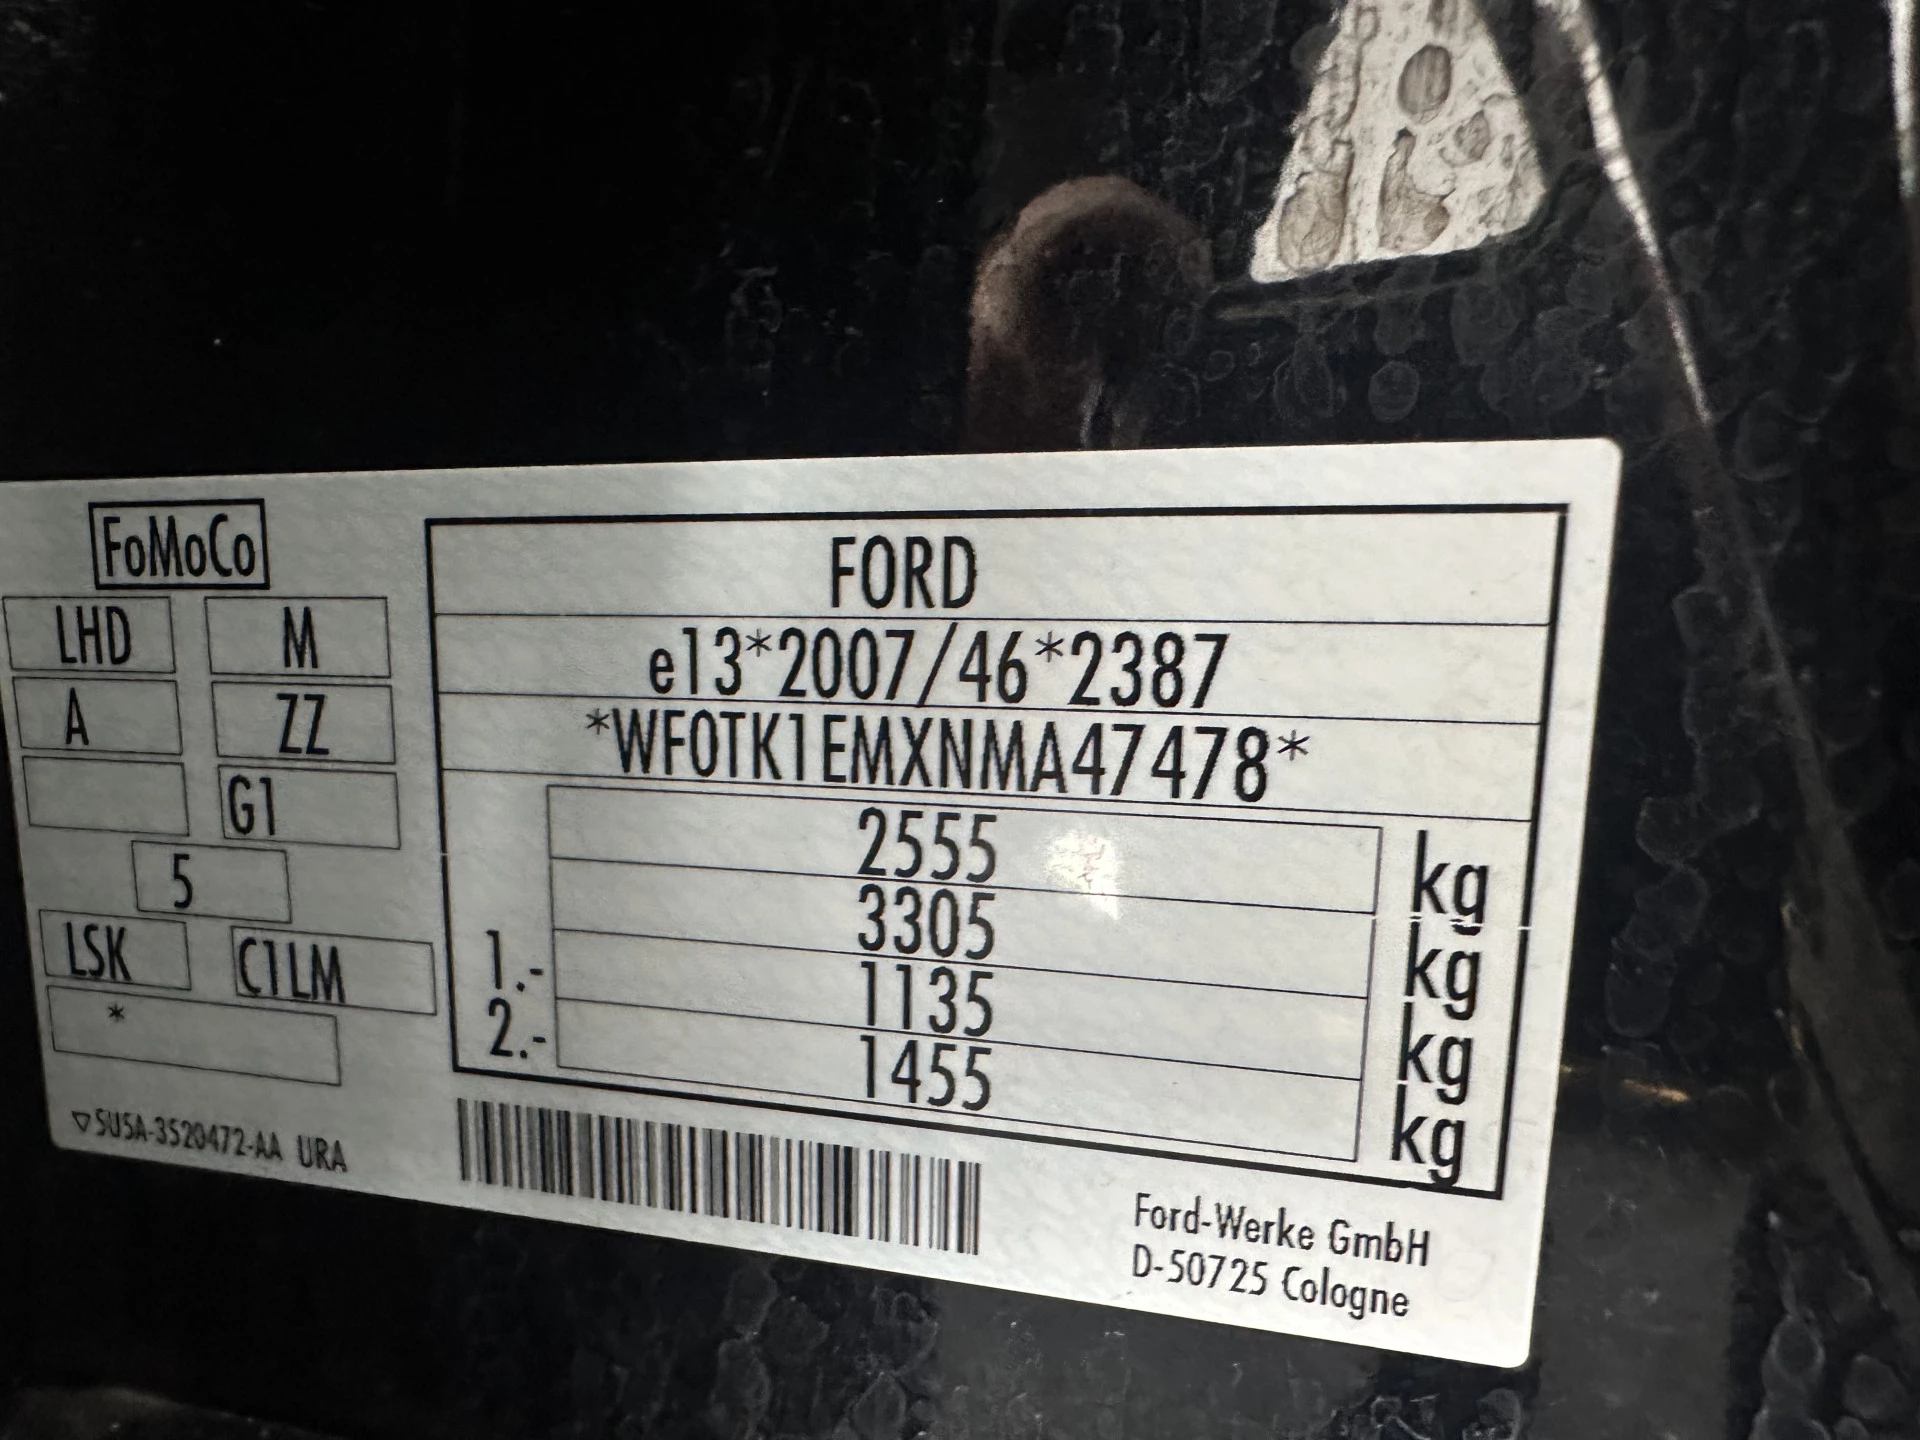 FoMoCo
LHD M
A ZZ
G1
5
LSK C1LM
*
▽SU5A-3520472-AA URA
FORD
e13*2007/46*2387
*WF0TK1EMXNMA47478*
2555 kg
3305 kg
1.- 1135 kg
2.- 1455 kg
Ford-Werke GmbH
D-50725 Cologne